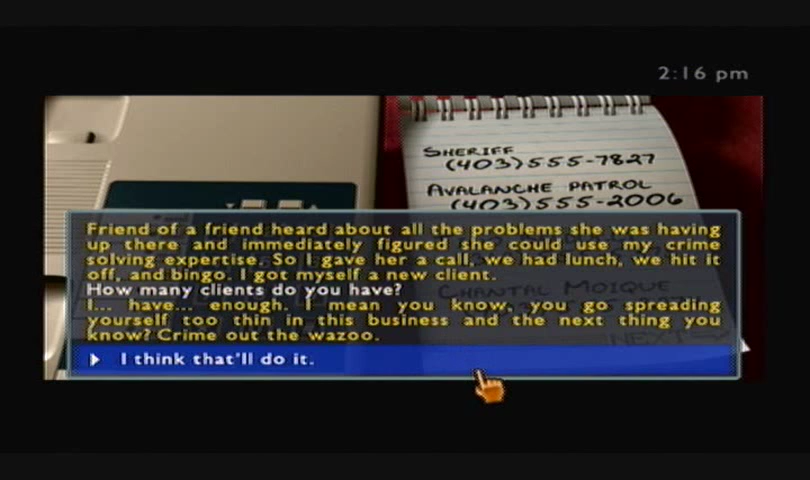 2:16 pm
SHERIFF
(403)555-7827
AVALANCHE PATROL
(403)555-2006
Friend of a friend heard about all the problems she was having
up there and immediately figured she could use my crime
solving expertise. So I gave her a call, we had lunch, we hit it
off, and bingo. I got myself a new client.
How many clients do you have?
I... have... enough. I mean you know, you go spreading
yourself too thin in this business and the next thing you
know? Crime out the wazoo.
I think that'll do it.
CHANTAL MOIQUE
NEXT